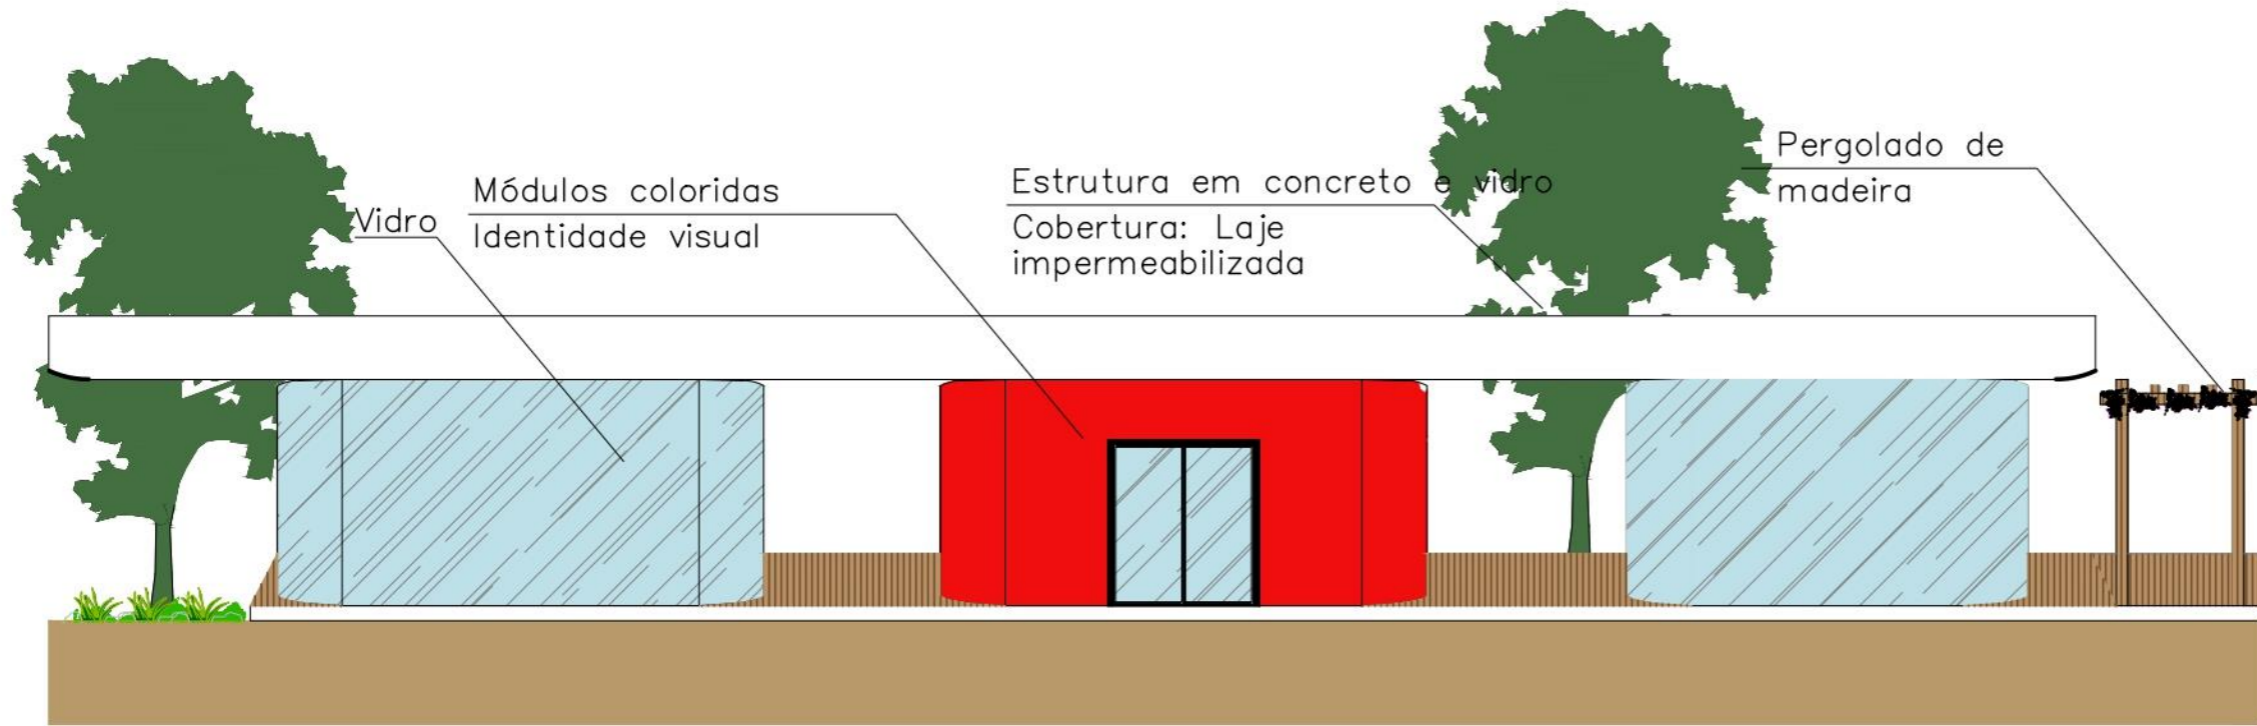 Vidro
Módulos coloridas
Identidade visual
Estrutura em concreto e vidro
Cobertura: Laje
impermeabilizada
Pergolado de
madeira